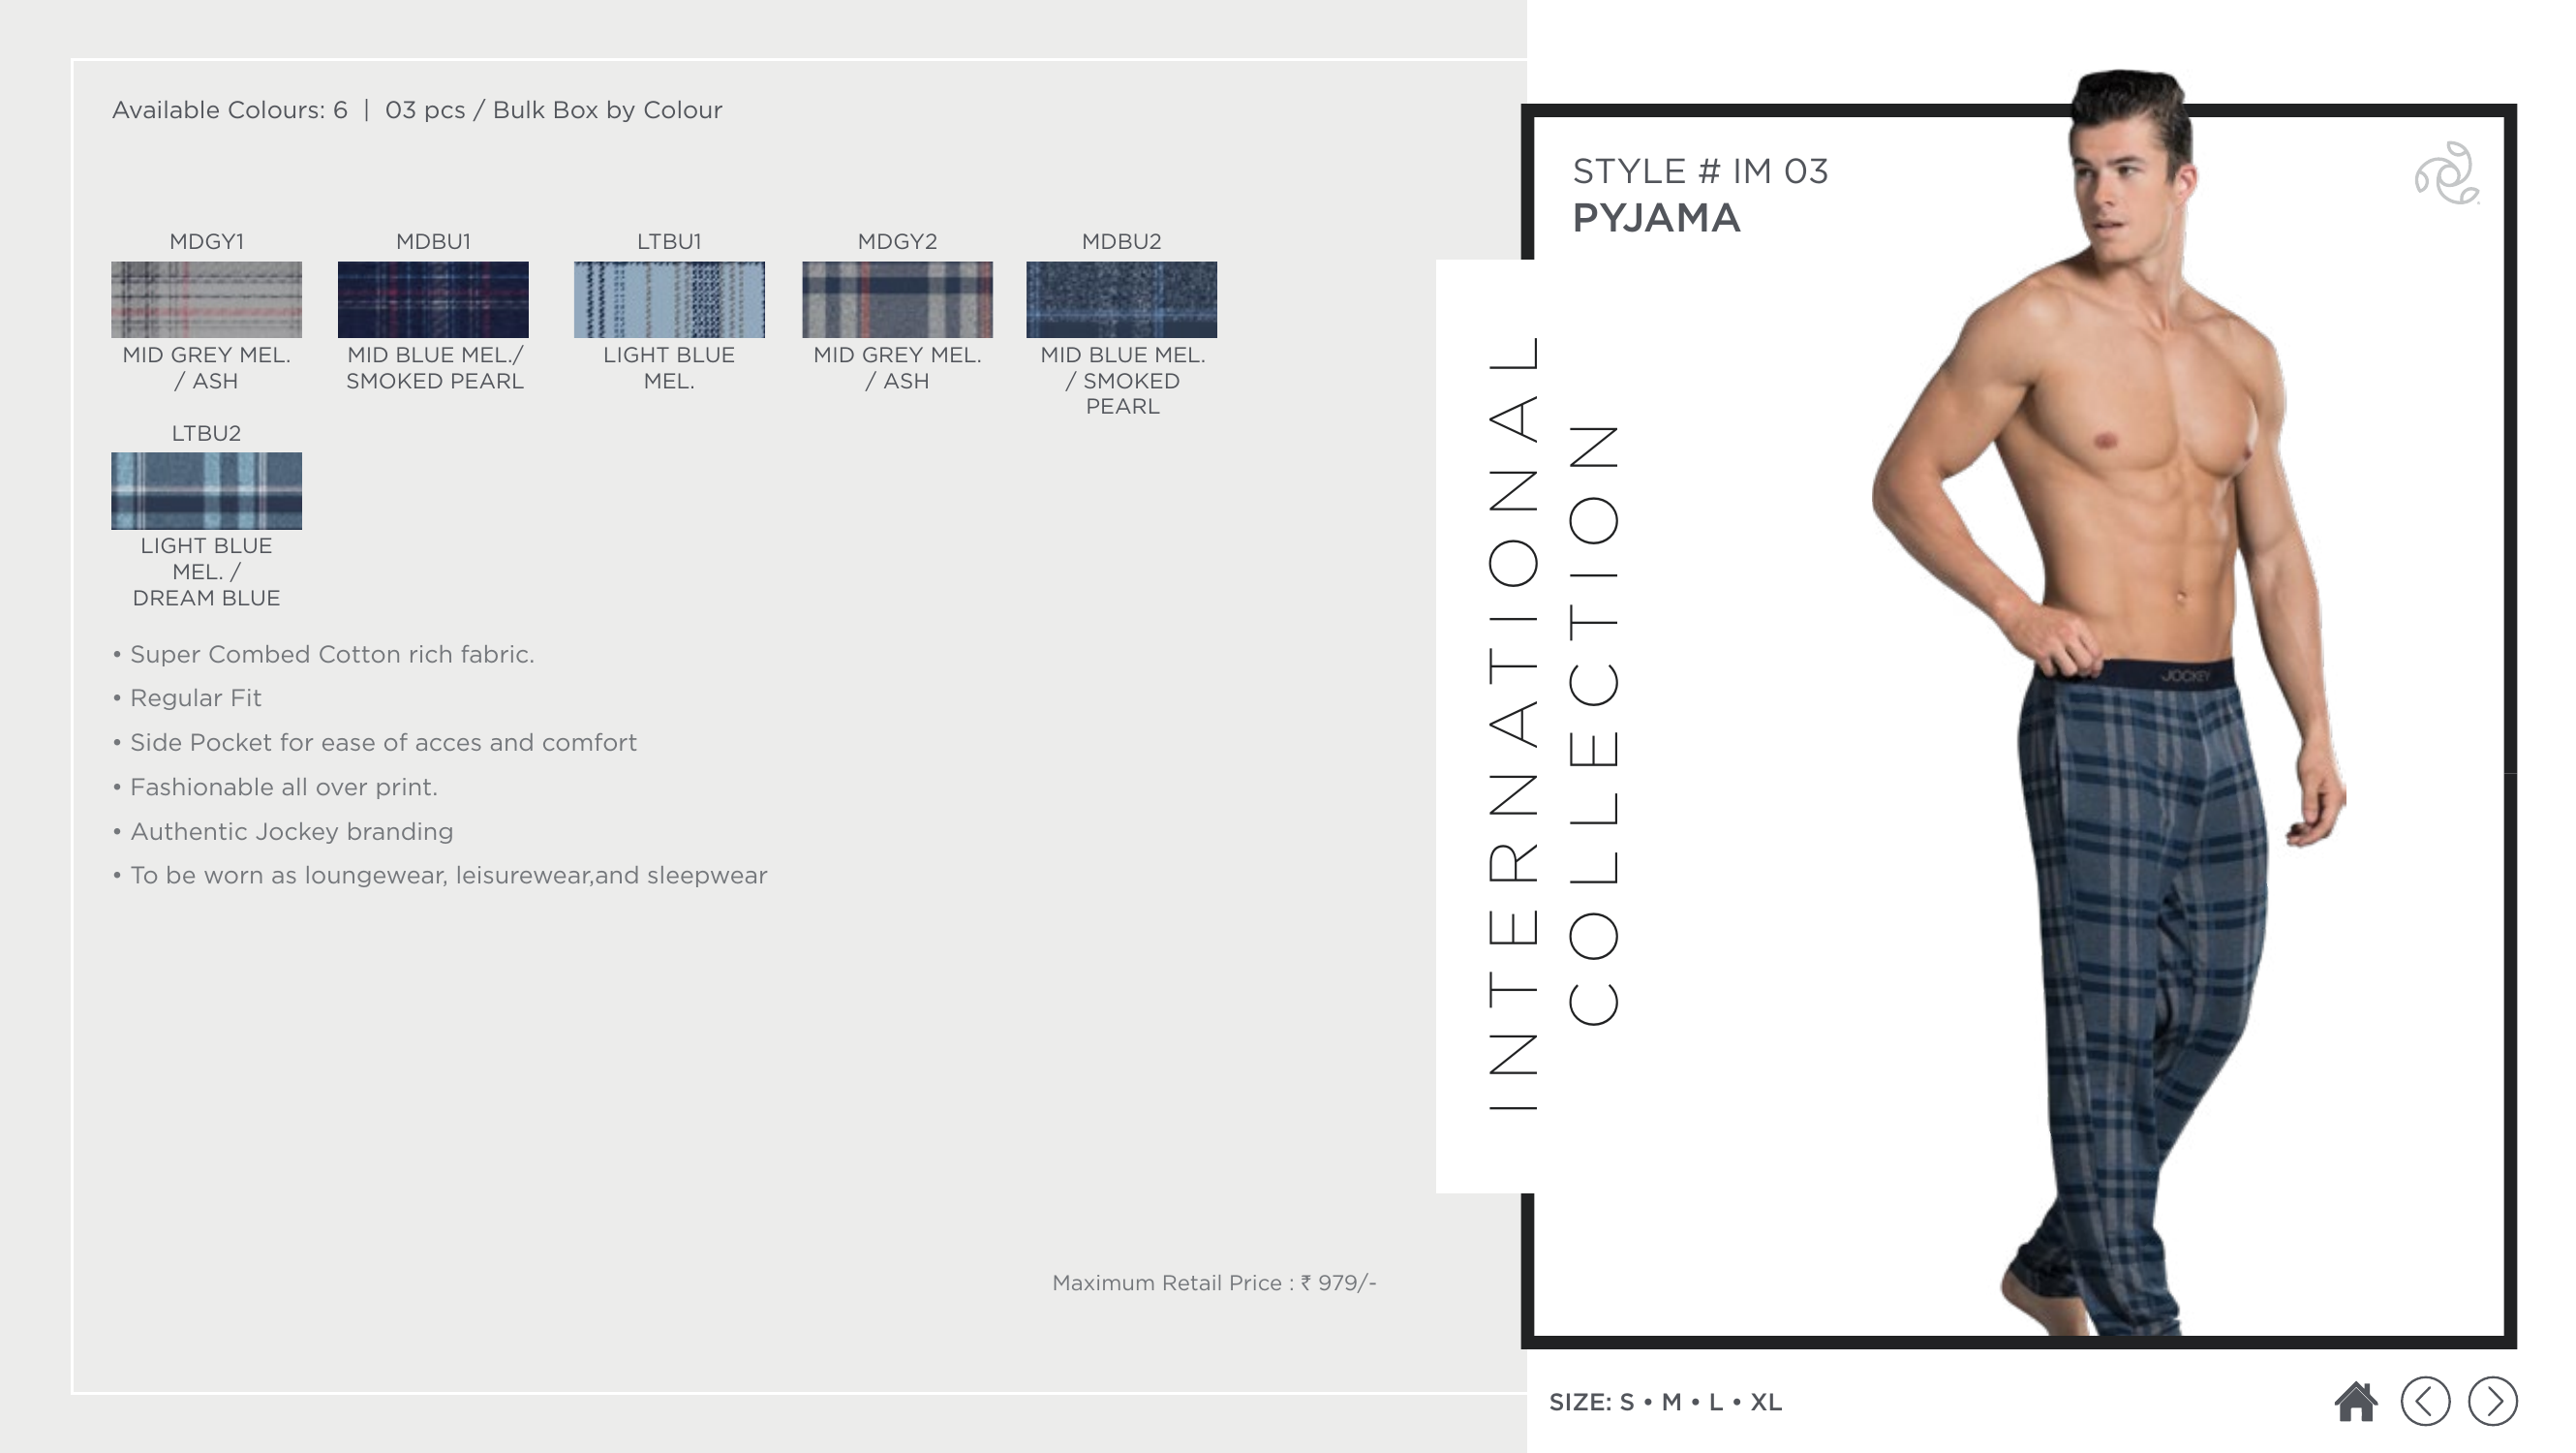 Available Colours: 6 | 03 pcs / Bulk Box by Colour
MDGY1
MID GREY MEL.
/ ASH
MDBU1
MID BLUE MEL./
SMOKED PEARL
LTBU1
LIGHT BLUE
MEL.
MDGY2
MID GREY MEL.
/ ASH
MDBU2
MID BLUE MEL.
/ SMOKED
PEARL
LTBU2
LIGHT BLUE
MEL. /
DREAM BLUE
• Super Combed Cotton rich fabric.
• Regular Fit
• Side Pocket for ease of acces and comfort
• Fashionable all over print.
• Authentic Jockey branding
• To be worn as loungewear, leisurewear,and sleepwear
Maximum Retail Price : ₹ 979/-
INTERNATIONAL
COLLECTION
STYLE # IM 03
PYJAMA
JOCKEY
SIZE: S • M • L • XL